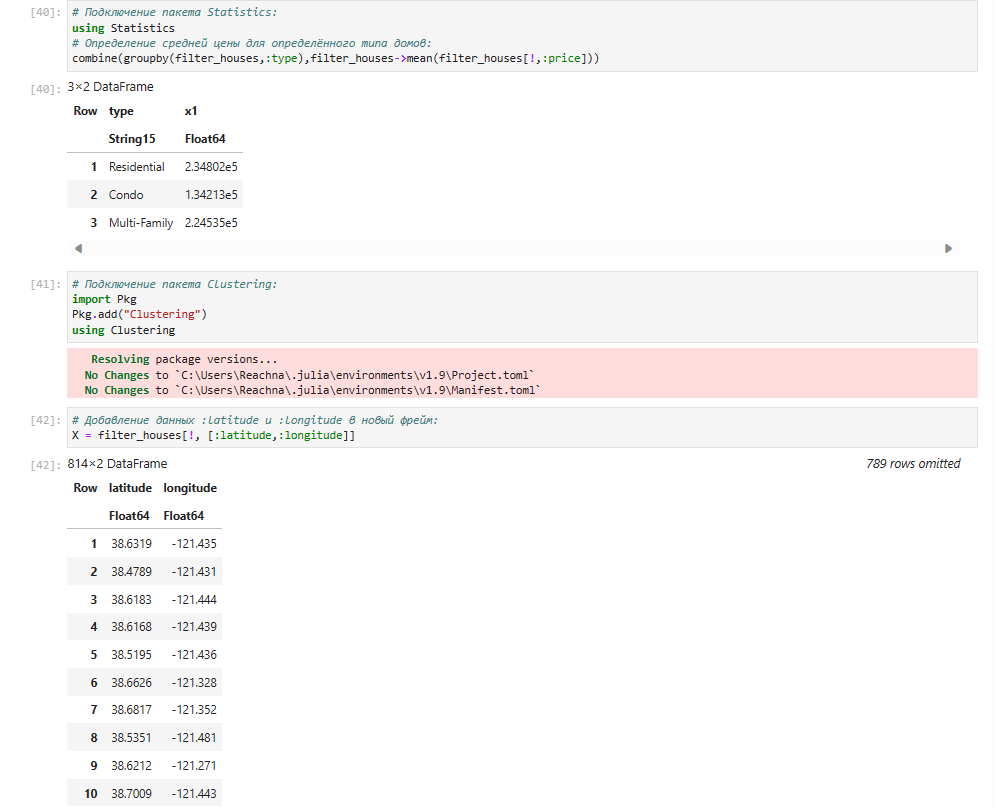 [40]: # Подключение пакета Statistics:
using Statistics
# Определение средней цены для определённого типа домов:
combine(groupby(filter_houses,:type),filter_houses->mean(filter_houses[!,:price]))
[40]: 3×2 DataFrame
Row type x1
String15 Float64
1 Residential 2.34802e5
2 Condo 1.34213e5
3 Multi-Family 2.24535e5
[41]: # Подключение пакета Clustering:
import Pkg
Pkg.add("Clustering")
using Clustering
Resolving package versions...
No Changes to `C:\Users\Reachna\.julia\environments\v1.9\Project.toml`
No Changes to `C:\Users\Reachna\.julia\environments\v1.9\Manifest.toml`
[42]: # Добавление данных :latitude и :longitude в новый фрейм:
X = filter_houses[!, [:latitude,:longitude]]
[42]: 814×2 DataFrame 789 rows omitted
Row latitude longitude
Float64 Float64
1 38.6319 -121.435
2 38.4789 -121.431
3 38.6183 -121.444
4 38.6168 -121.439
5 38.5195 -121.436
6 38.6626 -121.328
7 38.6817 -121.352
8 38.5351 -121.481
9 38.6212 -121.271
10 38.7009 -121.443